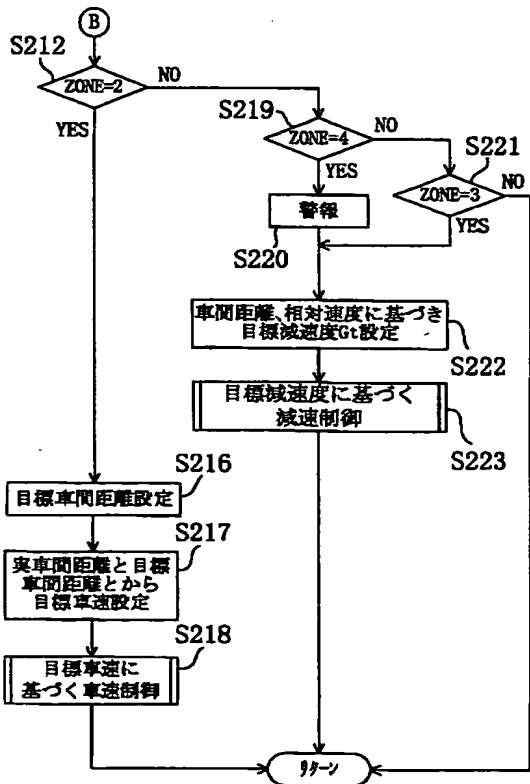 B
S212
ZONE=2
NO
YES
S219
ZONE=4
NO
YES
S221
ZONE=3
NO
YES
警報
S220
車間距離、相対速度に基づき
目標減速度Gt設定
S222
目標減速度に基づく
減速制御
S223
S216
目標車間距離設定
S217
実車間距離と目標
車間距離とから
目標車速設定
S218
目標車速に
基づく車速制御
リターン